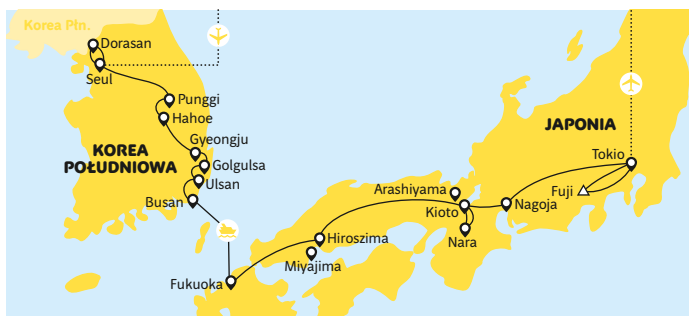 Korea Płn.
Dorasan
Seul
Punggi
Hahoe
Gyeongju
KOREA
POŁUDNIOWA
Golgulsa
Ulsan
Busan
JAPONIA
Tokio
Arashiyama
Fuji
Kioto
Nagoja
Nara
Hiroszima
Miyajima
Fukuoka